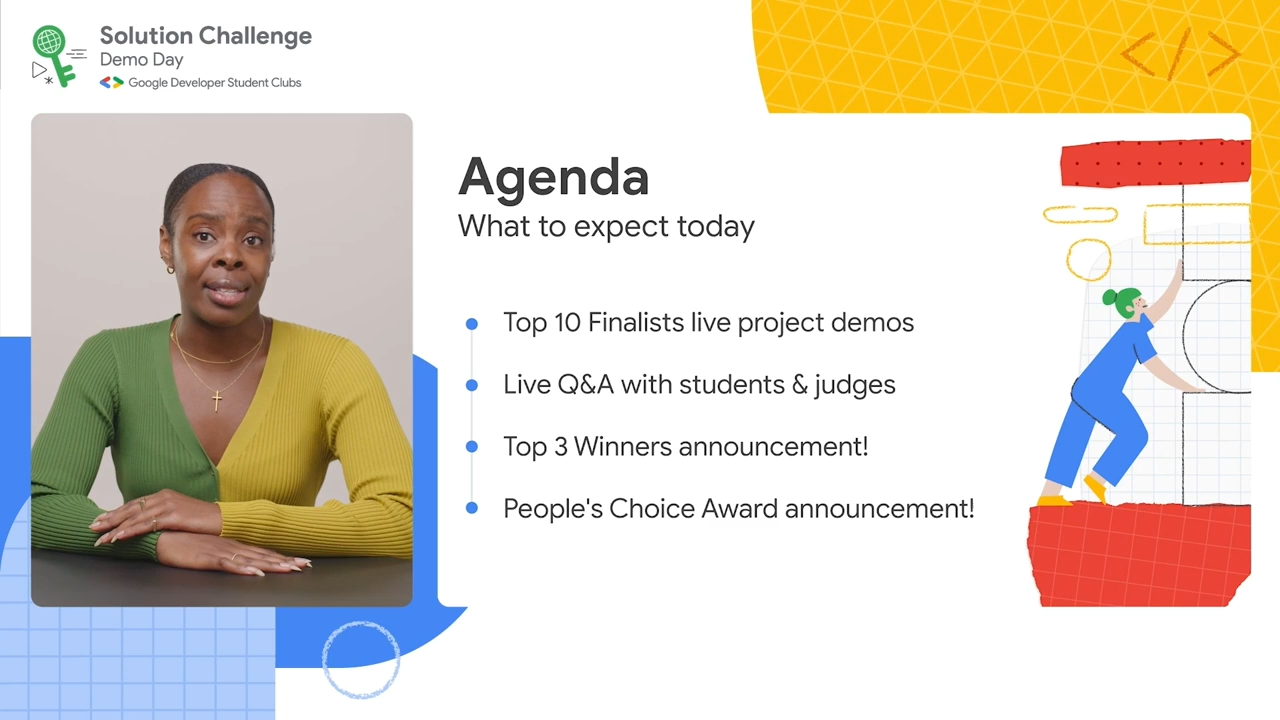 Solution Challenge
Demo Day
Google Developer Student Clubs
Agenda
What to expect today
Top 10 Finalists live project demos
Live Q&A with students & judges
Top 3 Winners announcement!
People's Choice Award announcement!